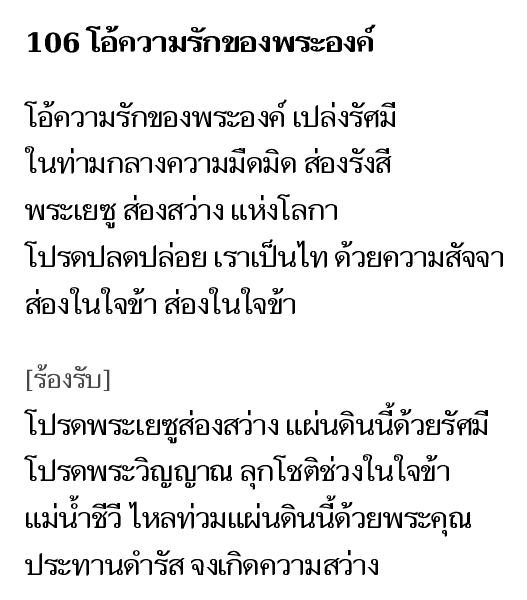 106 โอ้ความรักของพระองค์
โอ้ความรักของพระองค์ เปล่งรัศมี
ในท่ามกลางความมืดมิด ส่องรังสี
พระเยซู ส่องสว่าง แห่งโลกา
โปรดปลดปล่อย เราเป็นไท ด้วยความสัจจา
ส่องในใจข้า ส่องในใจข้า
[ร้องรับ]
โปรดพระเยซูส่องสว่าง แผ่นดินนี้ด้วยรัศมี
โปรดพระวิญญาณ ลุกโชติช่วงในใจข้า
แม่น้ำชีวี ไหลท่วมแผ่นดินนี้ด้วยพระคุณ
ประทานดำรัส จงเกิดความสว่าง